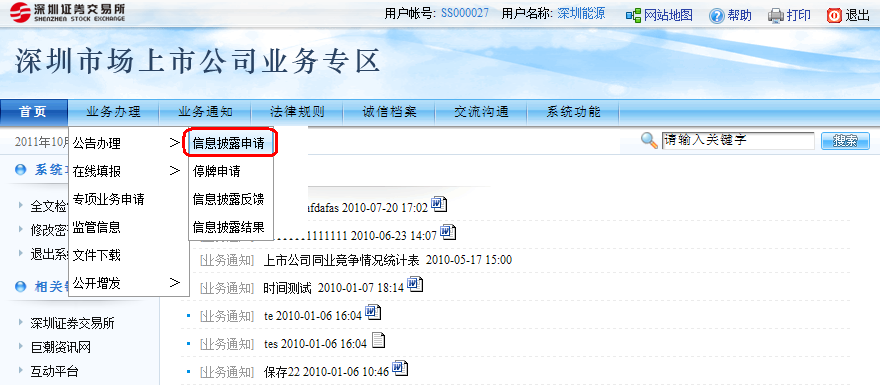 深圳证券交易所
SHENZHEN STOCK EXCHANGE
用户帐号: SS000027 用户名称: 深圳能源 网站地图 帮助 打印 退出
深圳市场上市公司业务专区
首页 业务办理 业务通知 法律规则 诚信档案 交流沟通 系统功能
2011年10月
请输入关键字 搜索
公告办理 >
在线填报 >
专项业务申请
监管信息
文件下载
公开增发 >
信息披露申请
停牌申请
信息披露反馈
信息披露结果
系统
全文检
修改密
退出系
相关
深圳证券交易所
巨潮资讯网
互动平台
afdafas 2010-07-20 17:02
11111111 2010-06-23 14:07
[业务通知] 上市公司同业竞争情况统计表 2010-05-17 15:00
[业务通知] 时间测试 2010-01-07 18:14
[业务通知] te 2010-01-06 16:04
[业务通知] tes 2010-01-06 16:04
[业务通知] 保存22 2010-01-06 10:46